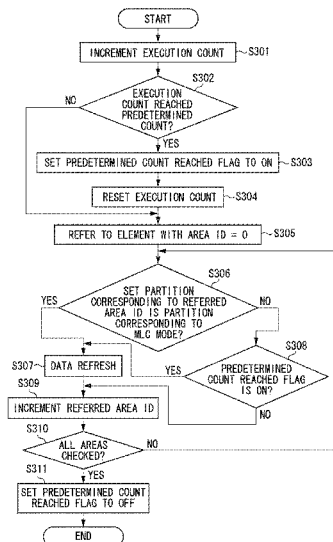 START
INCREMENT EXECUTION COUNT
S301
S302
EXECUTION
COUNT REACHED
PREDETERMINED
COUNT?
NO
YES
SET PREDETERMINED COUNT REACHED FLAG TO ON
S303
RESET EXECUTION COUNT
S304
REFER TO ELEMENT WITH AREA ID = 0
S305
S306
SET PARTITION
CORRESPONDING TO REFERRED
AREA ID IS PARTITION
CORRESPONDING TO
MLC MODE?
YES
NO
S307
DATA REFRESH
S308
PREDETERMINED
COUNT REACHED FLAG
IS ON?
YES
NO
S309
INCREMENT REFERRED AREA ID
S310
ALL AREAS
CHECKED?
NO
YES
S311
SET PREDETERMINED COUNT
REACHED FLAG TO OFF
END